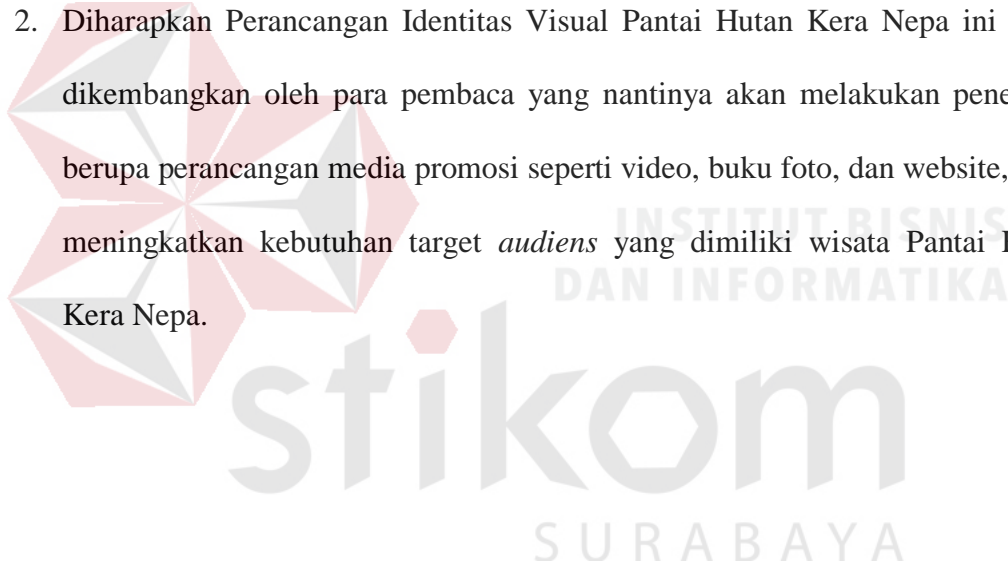 2. Diharapkan Perancangan Identitas Visual Pantai Hutan Kera Nepa ini
dikembangkan oleh para pembaca yang nantinya akan melakukan pene
berupa perancangan media promosi seperti video, buku foto, dan website,
meningkatkan kebutuhan target audiens yang dimiliki wisata Pantai
Kera Nepa.
INSTITUT BISNIS
DAN INFORMATIKA
stikom
SURABAYA